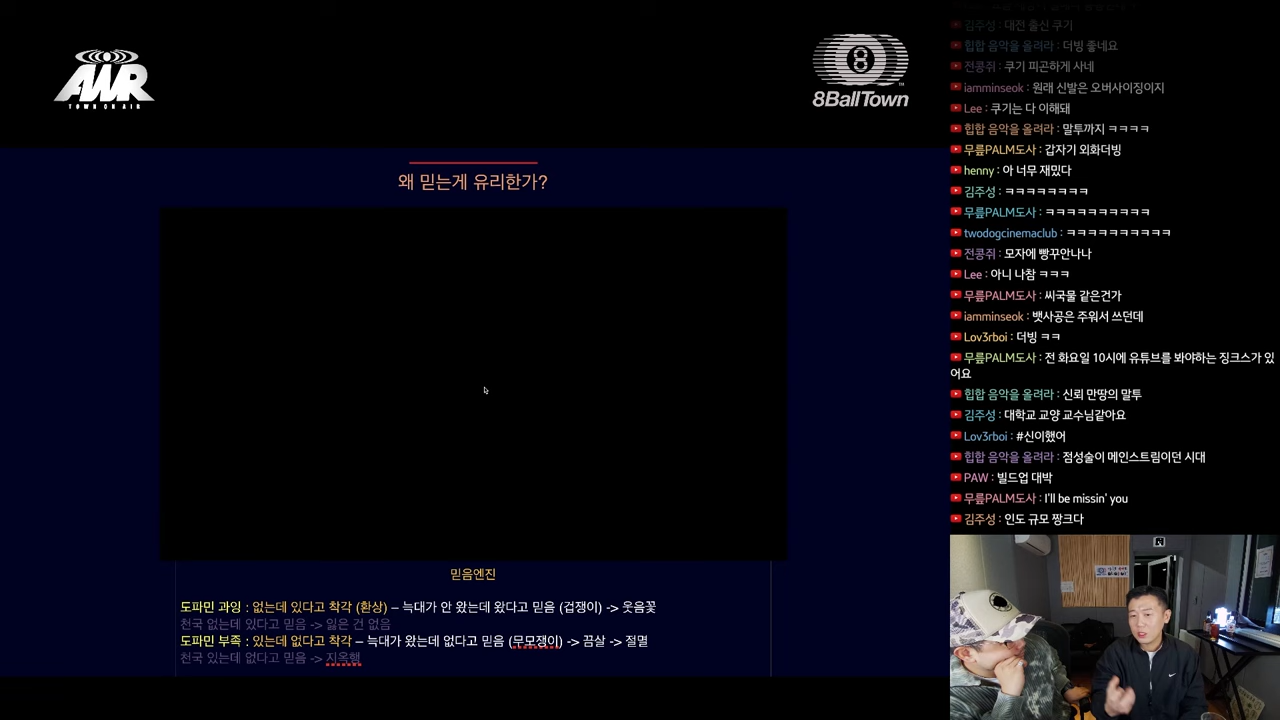 AIR
TOWN ON AIR
8
8BallTown
왜 믿는게 유리한가?
믿음엔진
도파민 과잉 : 없는데 있다고 착각 (환상) – 늑대가 안 왔는데 왔다고 믿음 (겁쟁이) -> 웃음꽃
천국 없는데 있다고 믿음 -> 잃은 건 없음
도파민 부족 : 있는데 없다고 착각 – 늑대가 왔는데 없다고 믿음 (무모쟁이) -> 끔살 -> 절멸
천국 있는데 없다고 믿음 -> 지옥행
김주성 : 대전 출신 쿠기
힙합 음악을 올려라 : 더빙 좋네요
전콩쥐 : 쿠기 피곤하게 사네
iamminseok : 원래 신발은 오버사이징이지
Lee : 쿠기는 다 이해돼
힙합 음악을 올려라 : 말투까지 ㅋㅋㅋㅋ
무릎PALM도사 : 갑자기 외화더빙
henny : 아 너무 재밌다
김주성 : ㅋㅋㅋㅋㅋㅋㅋㅋ
무릎PALM도사 : ㅋㅋㅋㅋㅋㅋㅋㅋㅋㅋ
twodogcinemaclub : ㅋㅋㅋㅋㅋㅋㅋㅋㅋㅋ
전콩쥐 : 모자에 빵꾸안나나
Lee : 아니 나참 ㅋㅋㅋ
무릎PALM도사 : 씨국물 같은건가
iamminseok : 뱃사공은 주워서 쓰던데
Lov3rboi : 더빙 ㅋㅋ
무릎PALM도사 : 전 화요일 10시에 유튜브를 봐야하는 징크스가 있
어요
힙합 음악을 올려라 : 신뢰 만땅의 말투
김주성 : 대학교 교양 교수님같아요
Lov3rboi : #신이했어
힙합 음악을 올려라 : 점성술이 메인스트림이던 시대
PAW : 빌드업 대박
무릎PALM도사 : I'll be missin' you
김주성 : 인도 규모 짱크다